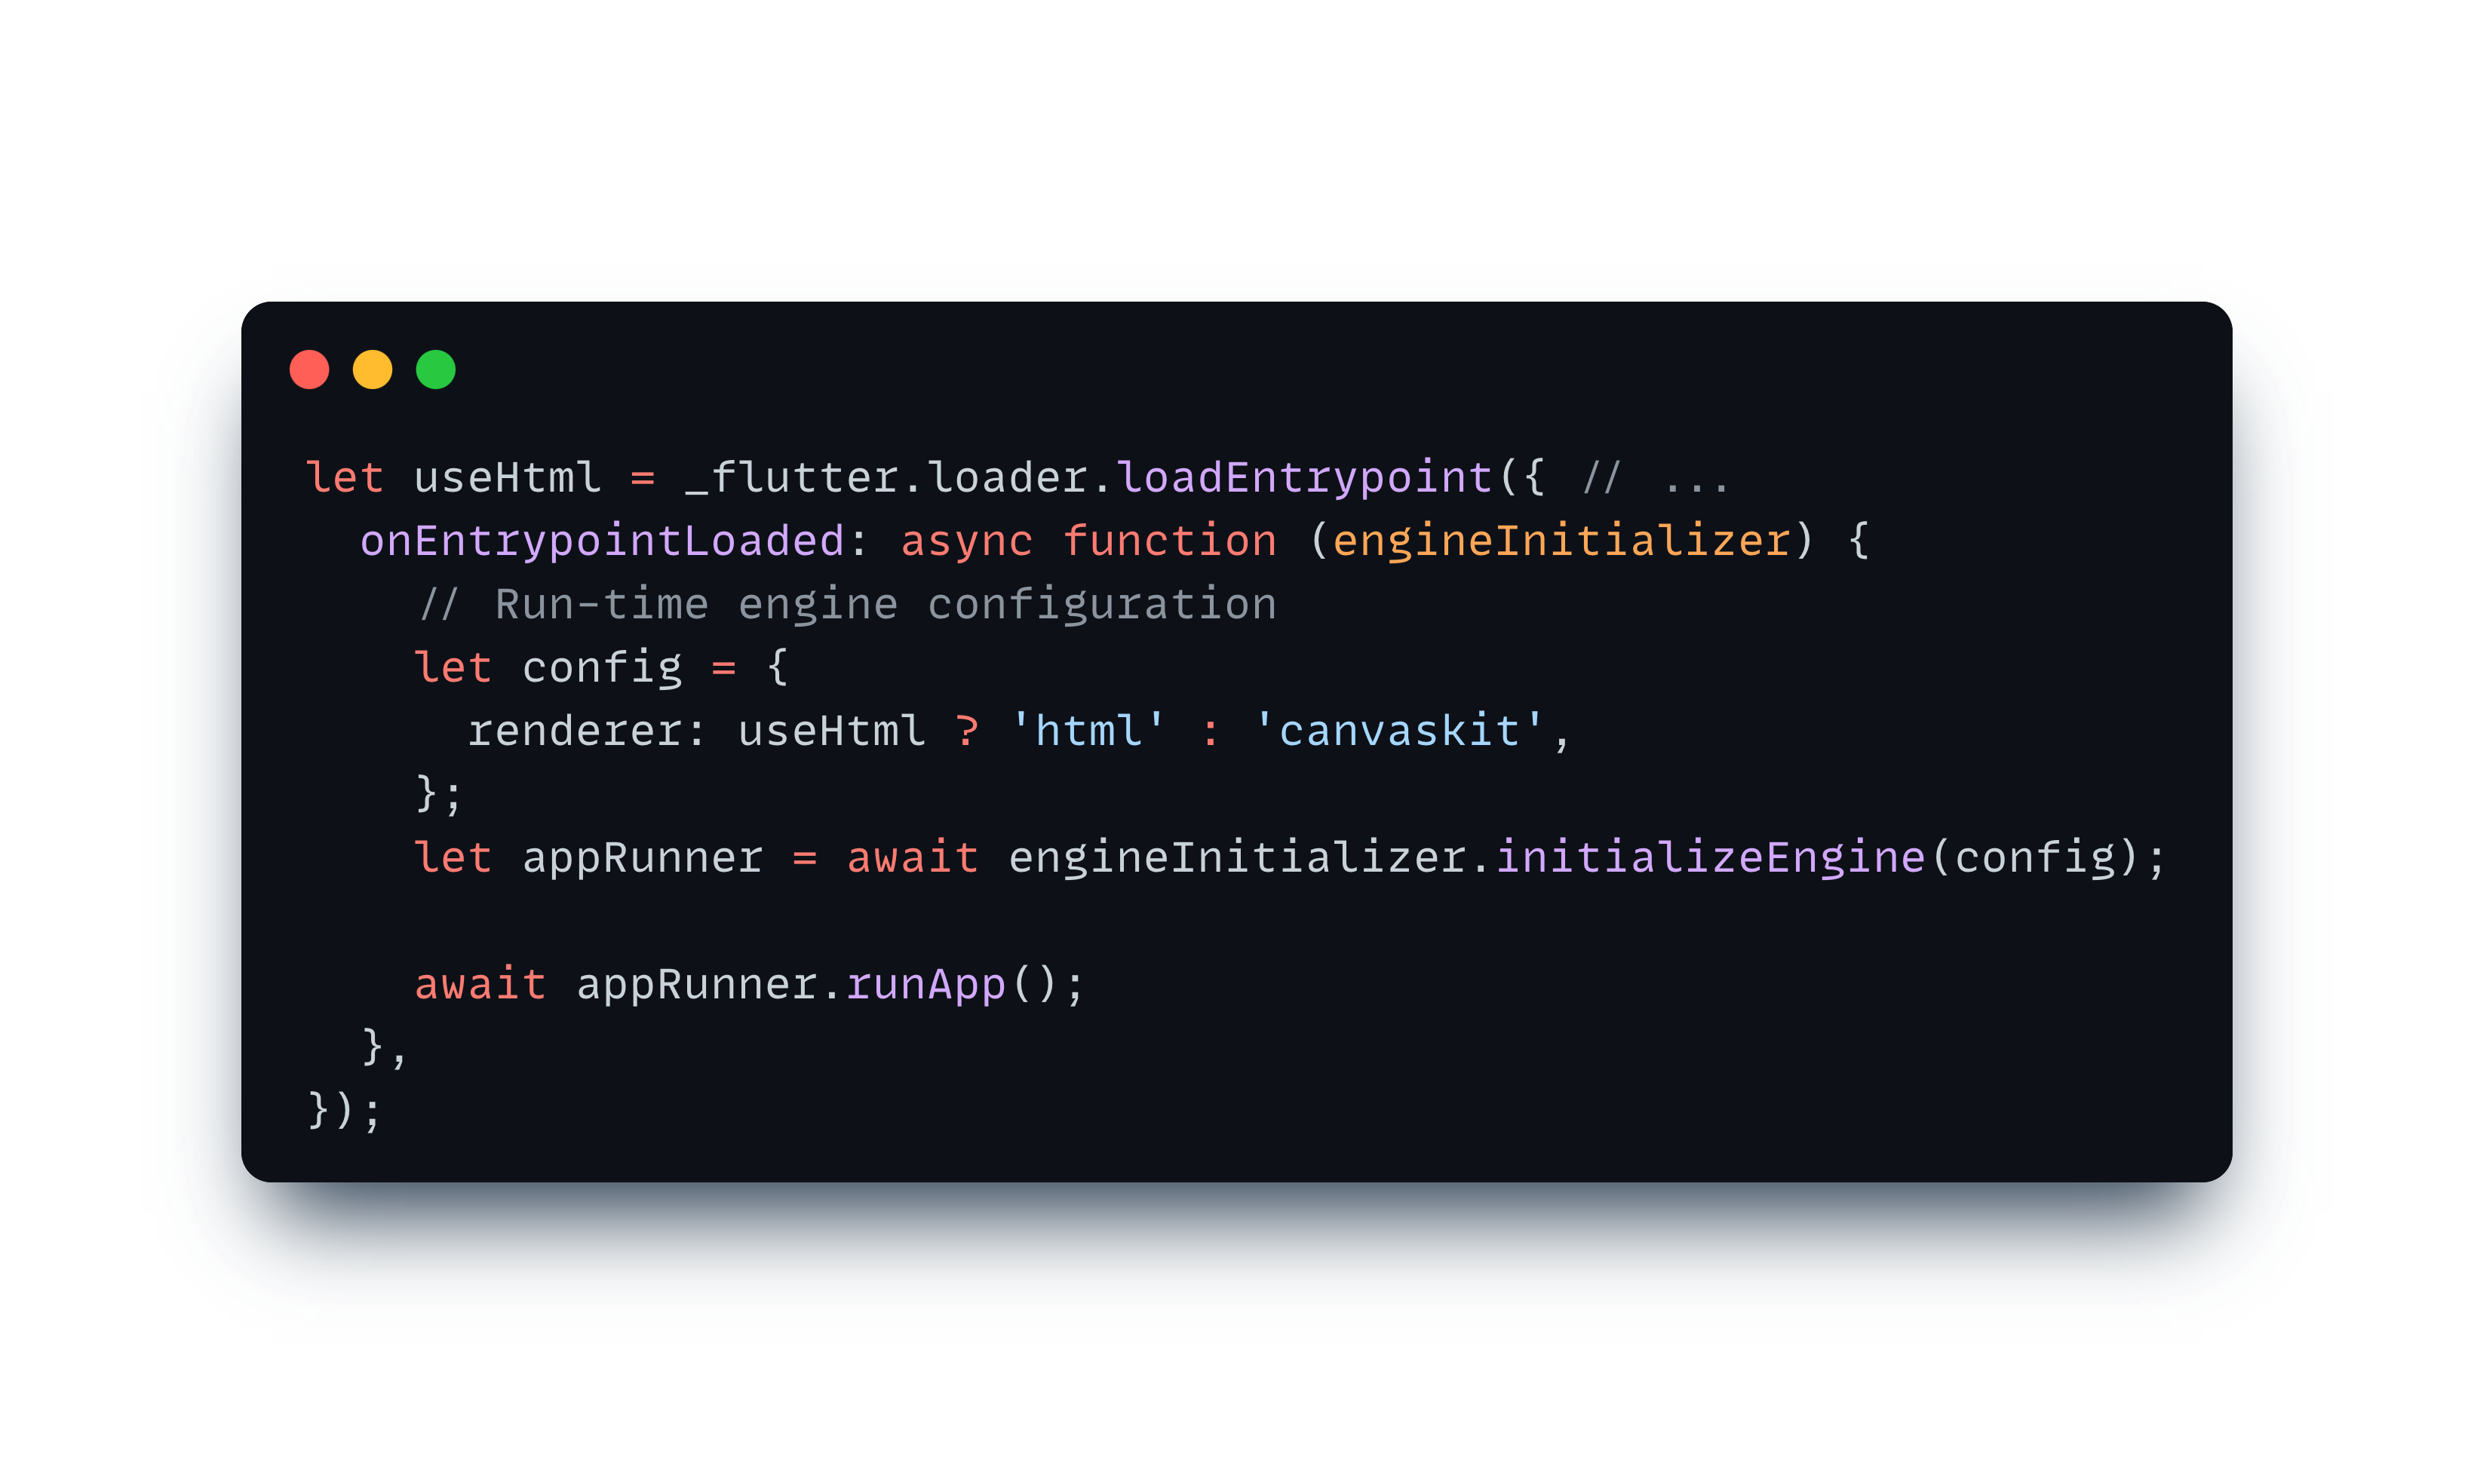 let useHtml = _flutter.loader.loadEntrypoint({ // ...
  onEntrypointLoaded: async function (engineInitializer) {
    // Run-time engine configuration
    let config = {
      renderer: useHtml ? 'html' : 'canvaskit',
    };
    let appRunner = await engineInitializer.initializeEngine(config);

    await appRunner.runApp();
  },
});